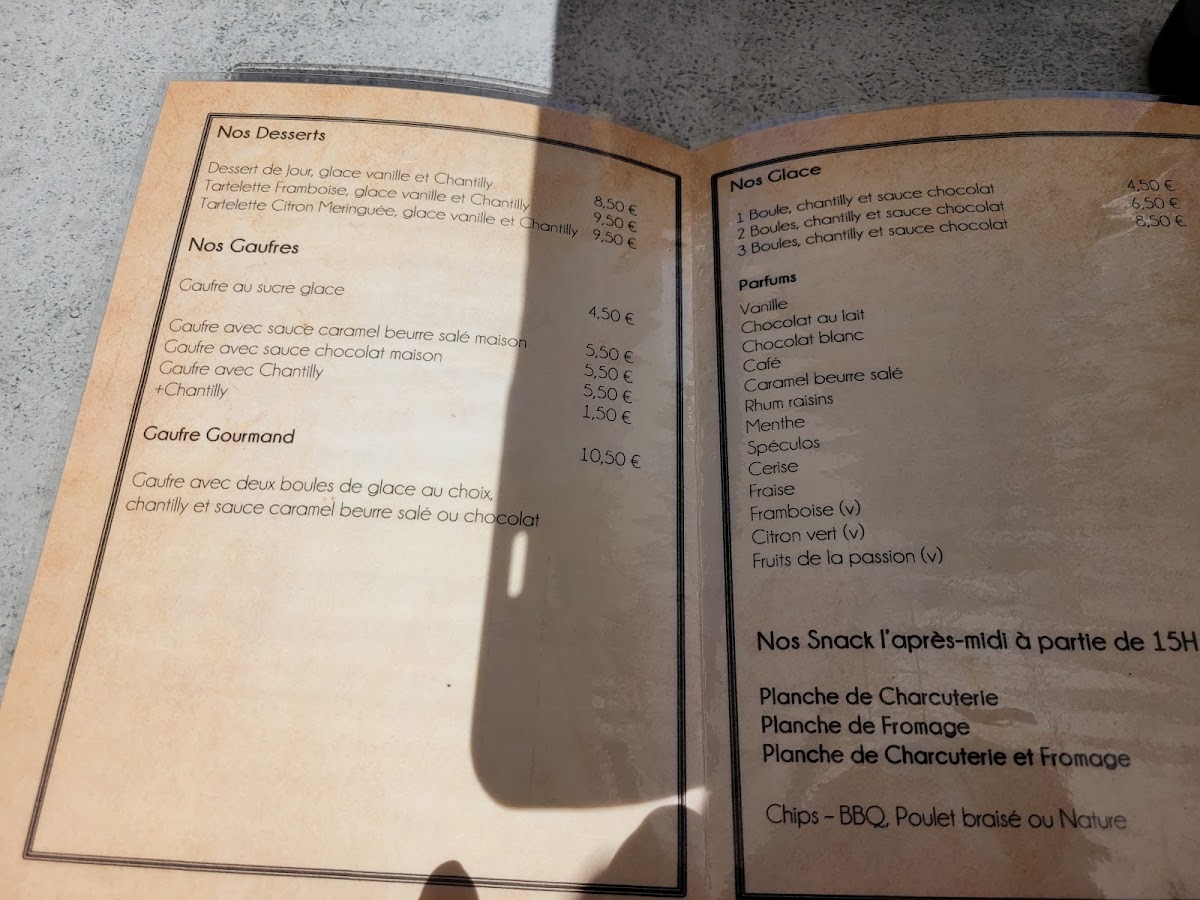 Nos Desserts
Dessert de Jour, glace vanille et Chantilly 8,50 €
Tartelette Framboise, glace vanille et Chantilly 9,50 €
Tartelette Citron Meringuée, glace vanille et Chantilly 9,50 €
Nos Gaufres
Gaufre au sucre glace 4,50 €
Gaufre avec sauce caramel beurre salé maison 5,50 €
Gaufre avec sauce chocolat maison 5,50 €
Gaufre avec Chantilly 5,50 €
+Chantilly 1,50 €
Gaufre Gourmand 10,50 €
Gaufre avec deux boules de glace au choix,
chantilly et sauce caramel beurre salé ou chocolat
Nos Glace
1 Boule, chantilly et sauce chocolat 4,50 €
2 Boules, chantilly et sauce chocolat 6,50 €
3 Boules, chantilly et sauce chocolat 8,50 €
Parfums
Vanille
Chocolat au lait
Chocolat blanc
Café
Caramel beurre salé
Rhum raisins
Menthe
Spéculos
Cerise
Fraise
Framboise (v)
Citron vert (v)
Fruits de la passion (v)
Nos Snack l'après-midi à partie de 15H
Planche de Charcuterie
Planche de Fromage
Planche de Charcuterie et Fromage
Chips - BBQ, Poulet braisé ou Nature